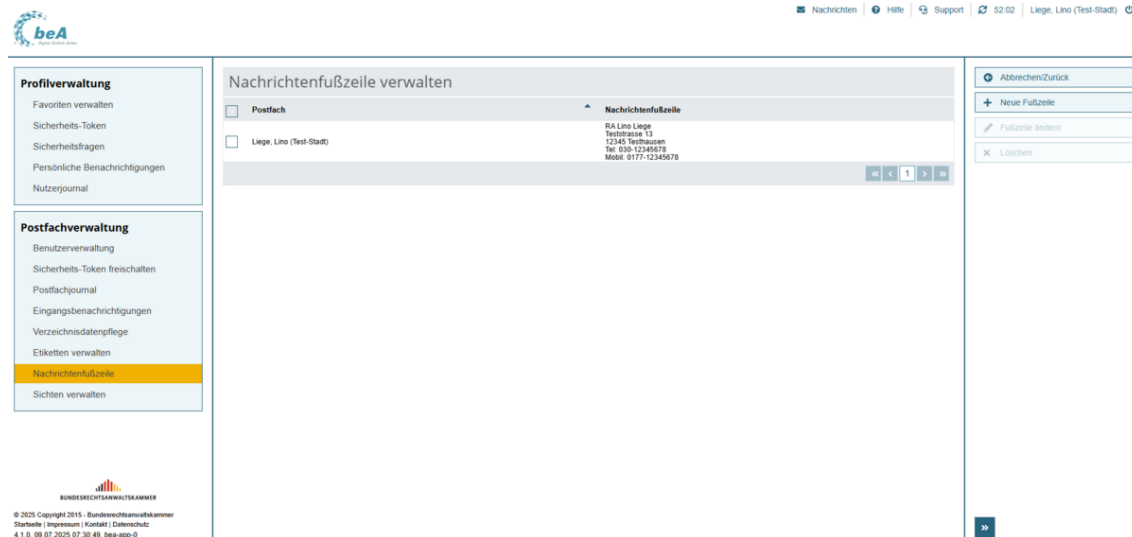 Nachrichten | Hilfe | Support | 52:02 | Liege, Lino (Test-Stadt)
beA
Profilverwaltung
Favoriten verwalten
Sicherheits-Token
Sicherheitsfragen
Persönliche Benachrichtigungen
Nutzerjournal
Postfachverwaltung
Benutzerverwaltung
Sicherheits-Token freischalten
Postfachjournal
Eingangsbenachrichtigungen
Verzeichnisdatenpflege
Etiketten verwalten
Nachrichtenfußzeile
Sichten verwalten
BUNDESRECHTSANWALTSKAMMER
© 2025 Copyright 2015 - Bundesrechtsanwaltskammer
Startseite | Impressum | Kontakt | Datenschutz
4.1.0, 09.07.2025 07:30:49, bea-app-0
Nachrichtenfußzeile verwalten
Postfach Nachrichtenfußzeile
Liege, Lino (Test-Stadt)
RA Lino Liege
Teststrasse 13
12345 Testhausen
Tel: 030-12345678
Mobil: 0177-12345678
« < 1 > »
Abbrechen/Zurück
+ Neue Fußzeile
Fußzeile ändern
Löschen
»